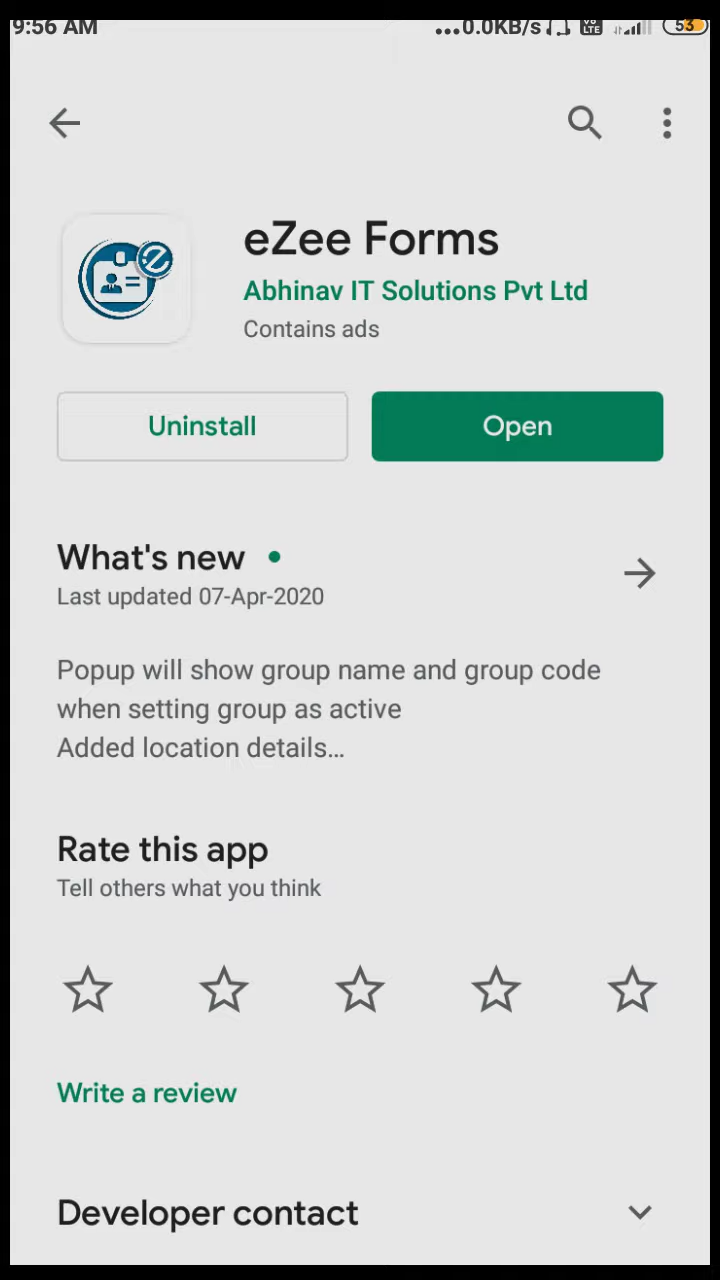 9:56 AM ...0.0KB/s Vo LTE 53
eZee Forms
Abhinav IT Solutions Pvt Ltd
Contains ads
Uninstall Open
What's new
Last updated 07-Apr-2020
Popup will show group name and group code
when setting group as active
Added location details...
Rate this app
Tell others what you think
Write a review
Developer contact